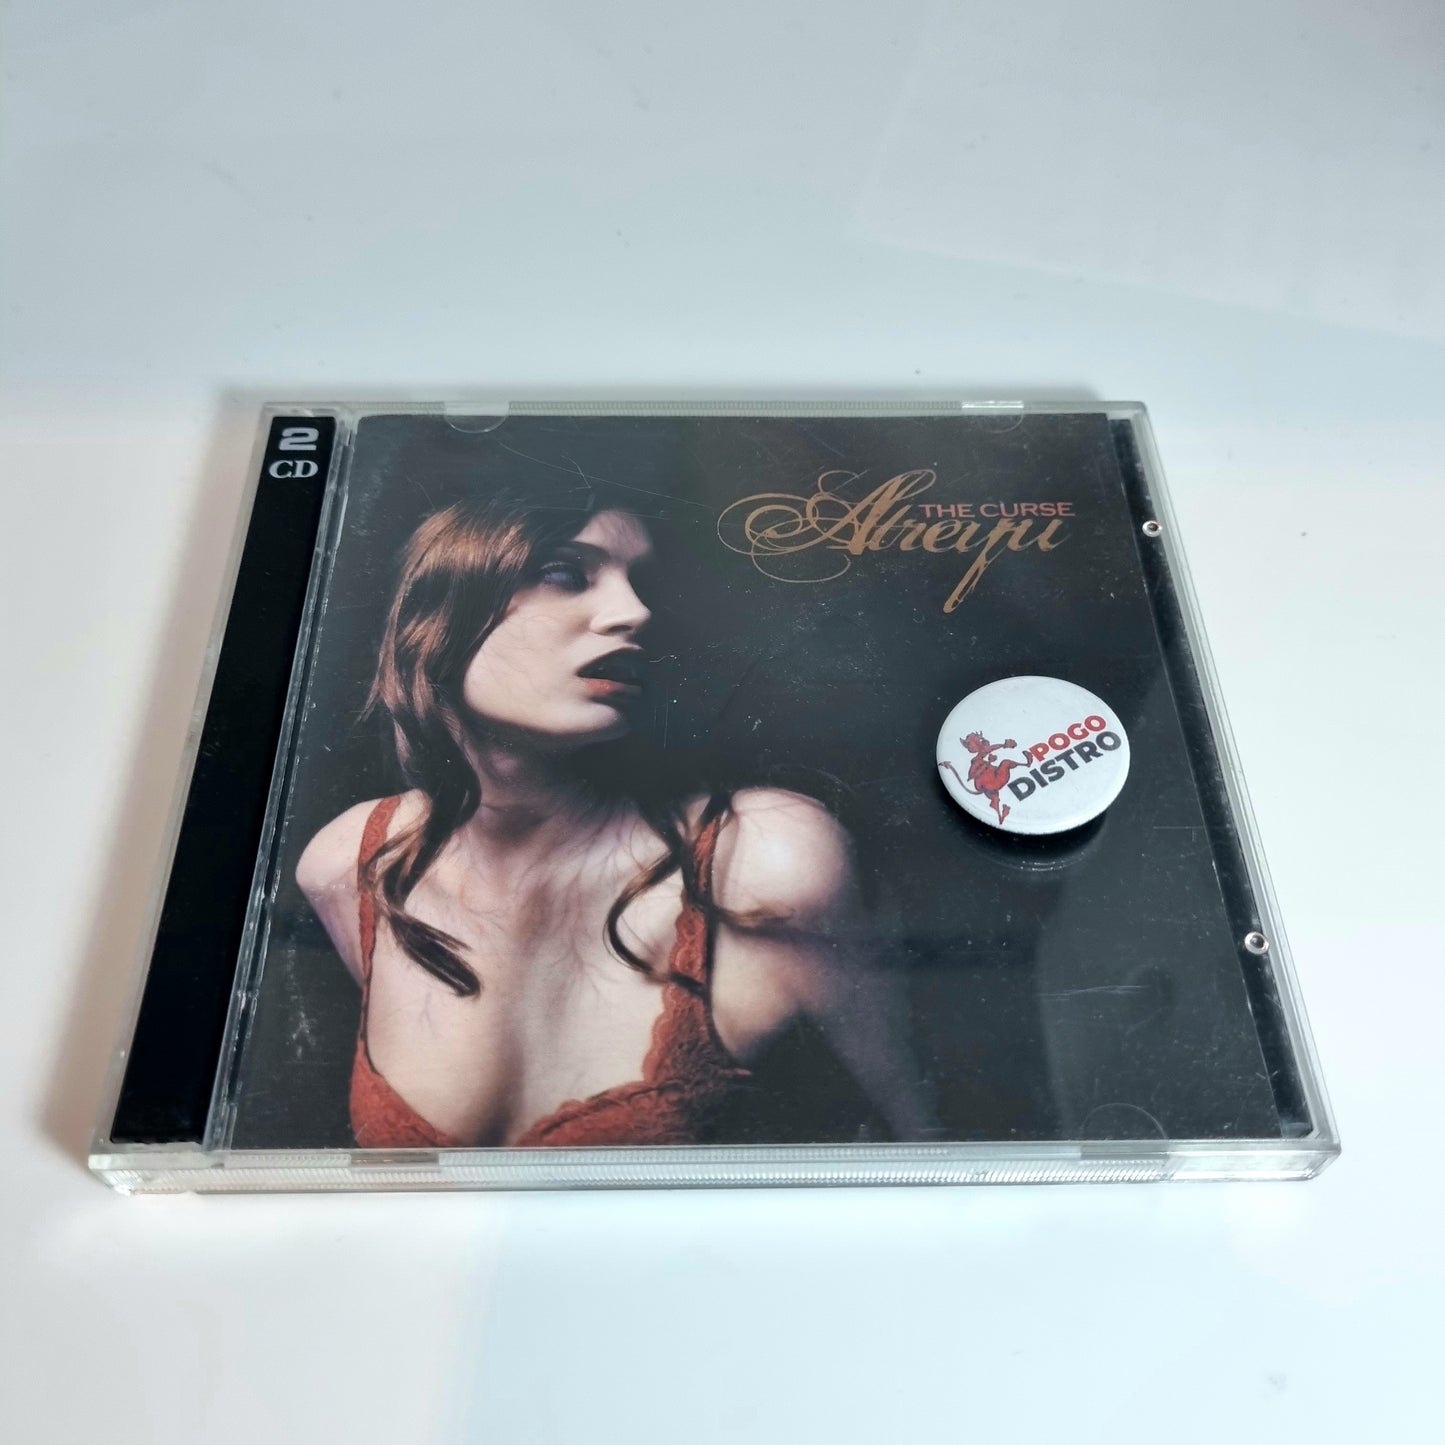 2
CD
THE CURSE
Atreyu
POGO
DISTRO